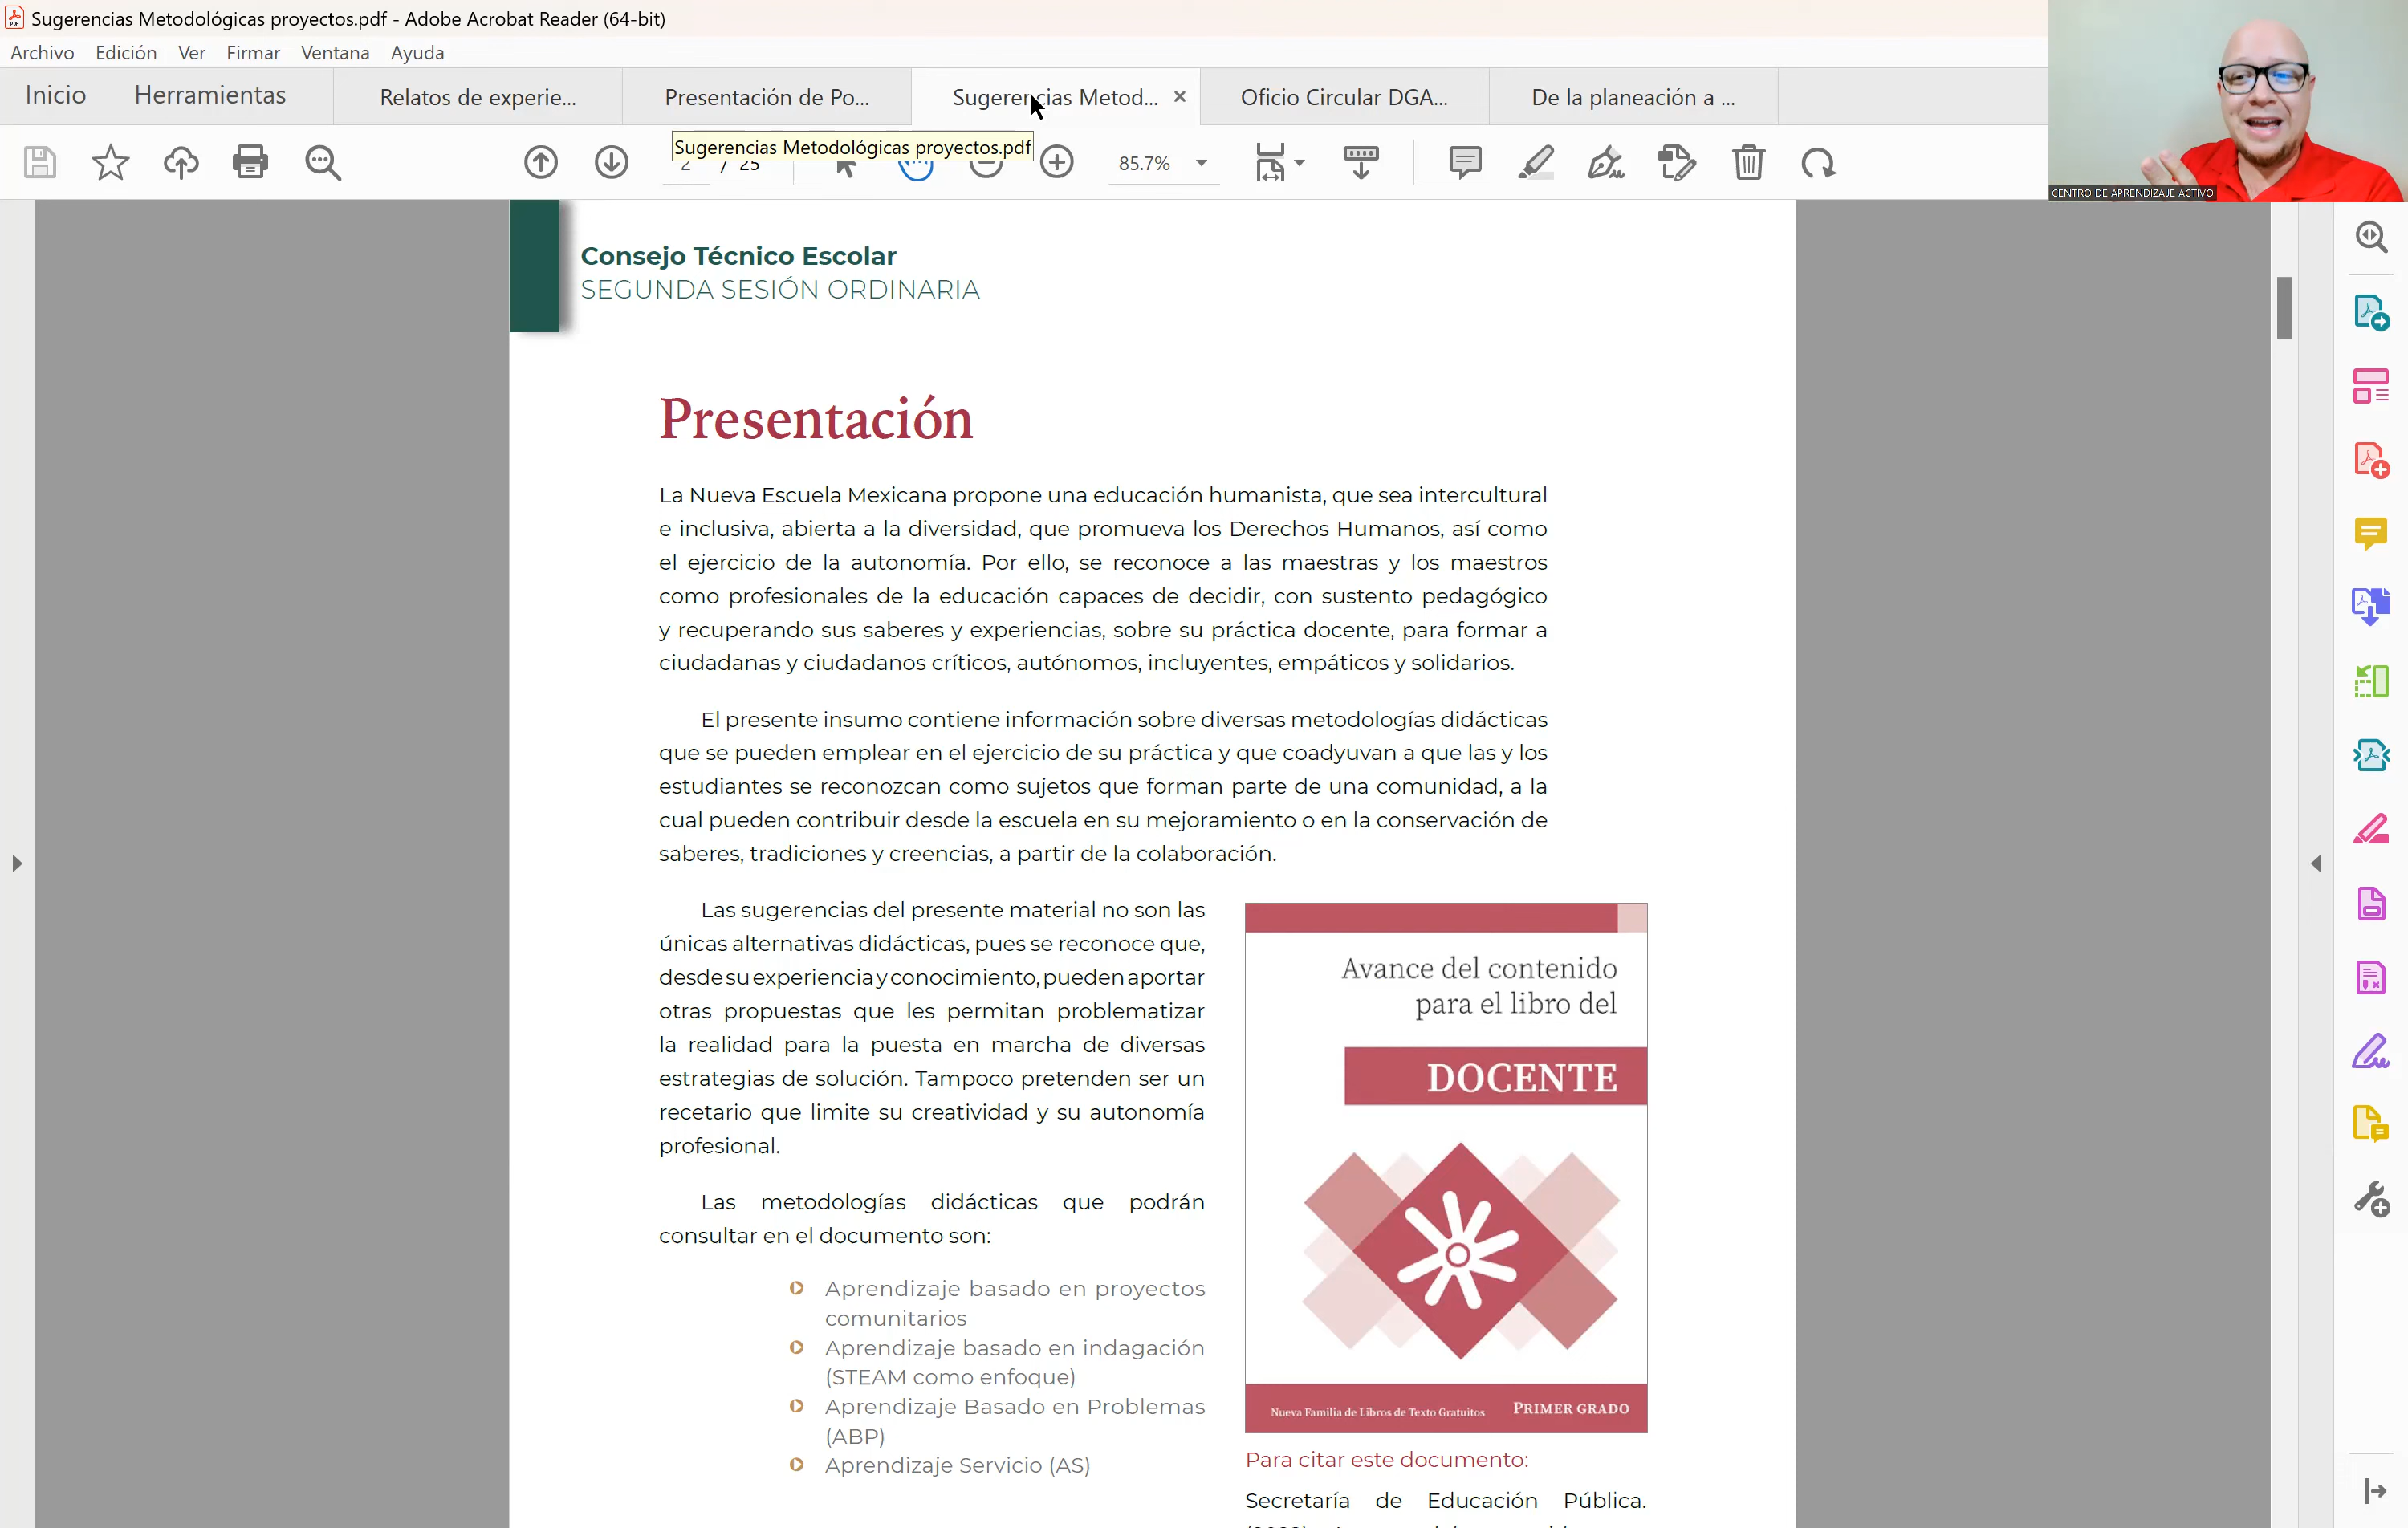 Sugerencias Metodológicas proyectos.pdf - Adobe Acrobat Reader (64-bit)
Archivo Edición Ver Firmar Ventana Ayuda
Inicio Herramientas Relatos de experie... Presentación de Po... Sugerencias Metod... Oficio Circular DGA... De la planeación a ...
Sugerencias Metodológicas proyectos.pdf
2 / 25 85.7%
CENTRO DE APRENDIZAJE ACTIVO
Consejo Técnico Escolar
SEGUNDA SESIÓN ORDINARIA
Presentación
La Nueva Escuela Mexicana propone una educación humanista, que sea intercultural
e inclusiva, abierta a la diversidad, que promueva los Derechos Humanos, así como
el ejercicio de la autonomía. Por ello, se reconoce a las maestras y los maestros
como profesionales de la educación capaces de decidir, con sustento pedagógico
y recuperando sus saberes y experiencias, sobre su práctica docente, para formar a
ciudadanas y ciudadanos críticos, autónomos, incluyentes, empáticos y solidarios.
El presente insumo contiene información sobre diversas metodologías didácticas
que se pueden emplear en el ejercicio de su práctica y que coadyuvan a que las y los
estudiantes se reconozcan como sujetos que forman parte de una comunidad, a la
cual pueden contribuir desde la escuela en su mejoramiento o en la conservación de
saberes, tradiciones y creencias, a partir de la colaboración.
Las sugerencias del presente material no son las
únicas alternativas didácticas, pues se reconoce que,
desde su experiencia y conocimiento, pueden aportar
otras propuestas que les permitan problematizar
la realidad para la puesta en marcha de diversas
estrategias de solución. Tampoco pretenden ser un
recetario que limite su creatividad y su autonomía
profesional.
Las metodologías didácticas que podrán
consultar en el documento son:
Aprendizaje basado en proyectos
comunitarios
Aprendizaje basado en indagación
(STEAM como enfoque)
Aprendizaje Basado en Problemas
(ABP)
Aprendizaje Servicio (AS)
Avance del contenido
para el libro del
DOCENTE
Nueva Familia de Libros de Texto Gratuitos PRIMER GRADO
Para citar este documento:
Secretaría de Educación Pública.